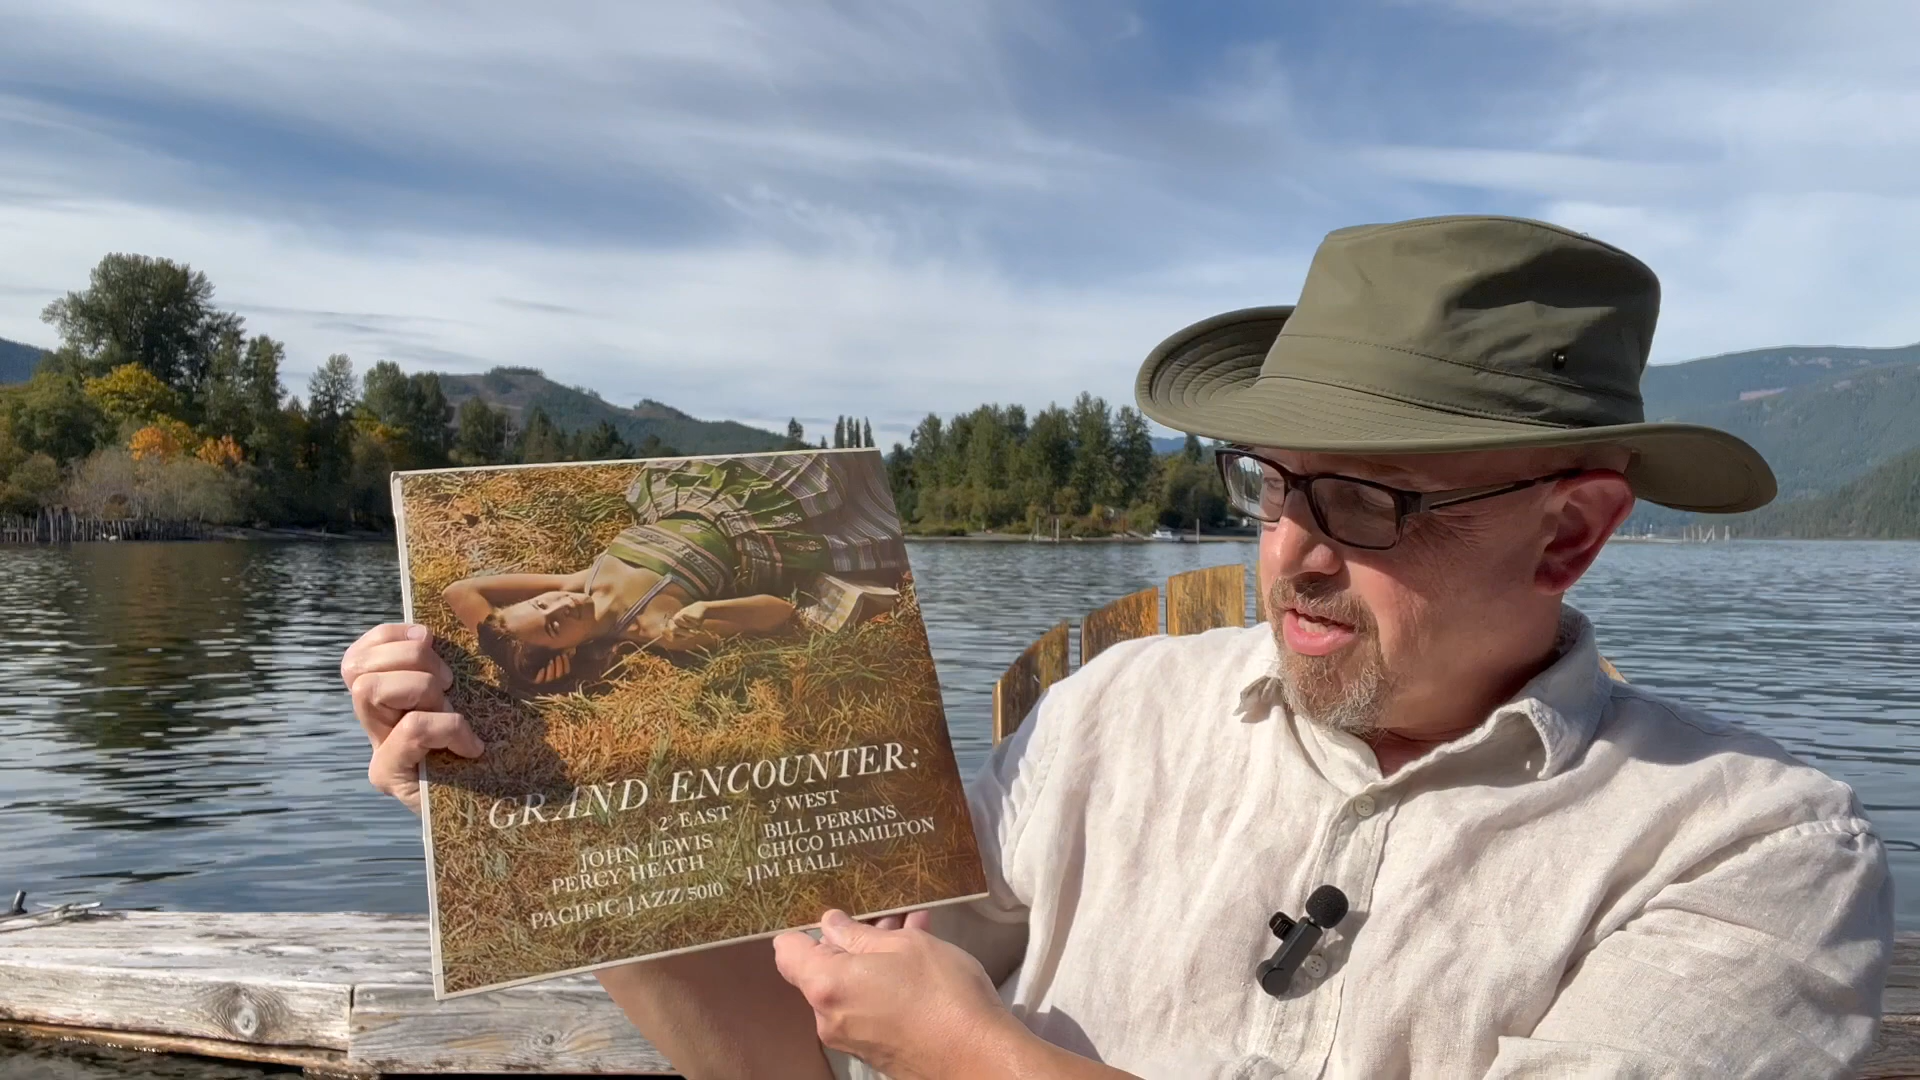 GRAND ENCOUNTER:
2° EAST 3° WEST
JOHN LEWIS BILL PERKINS
PERCY HEATH CHICO HAMILTON
JIM HALL
PACIFIC JAZZ 5010